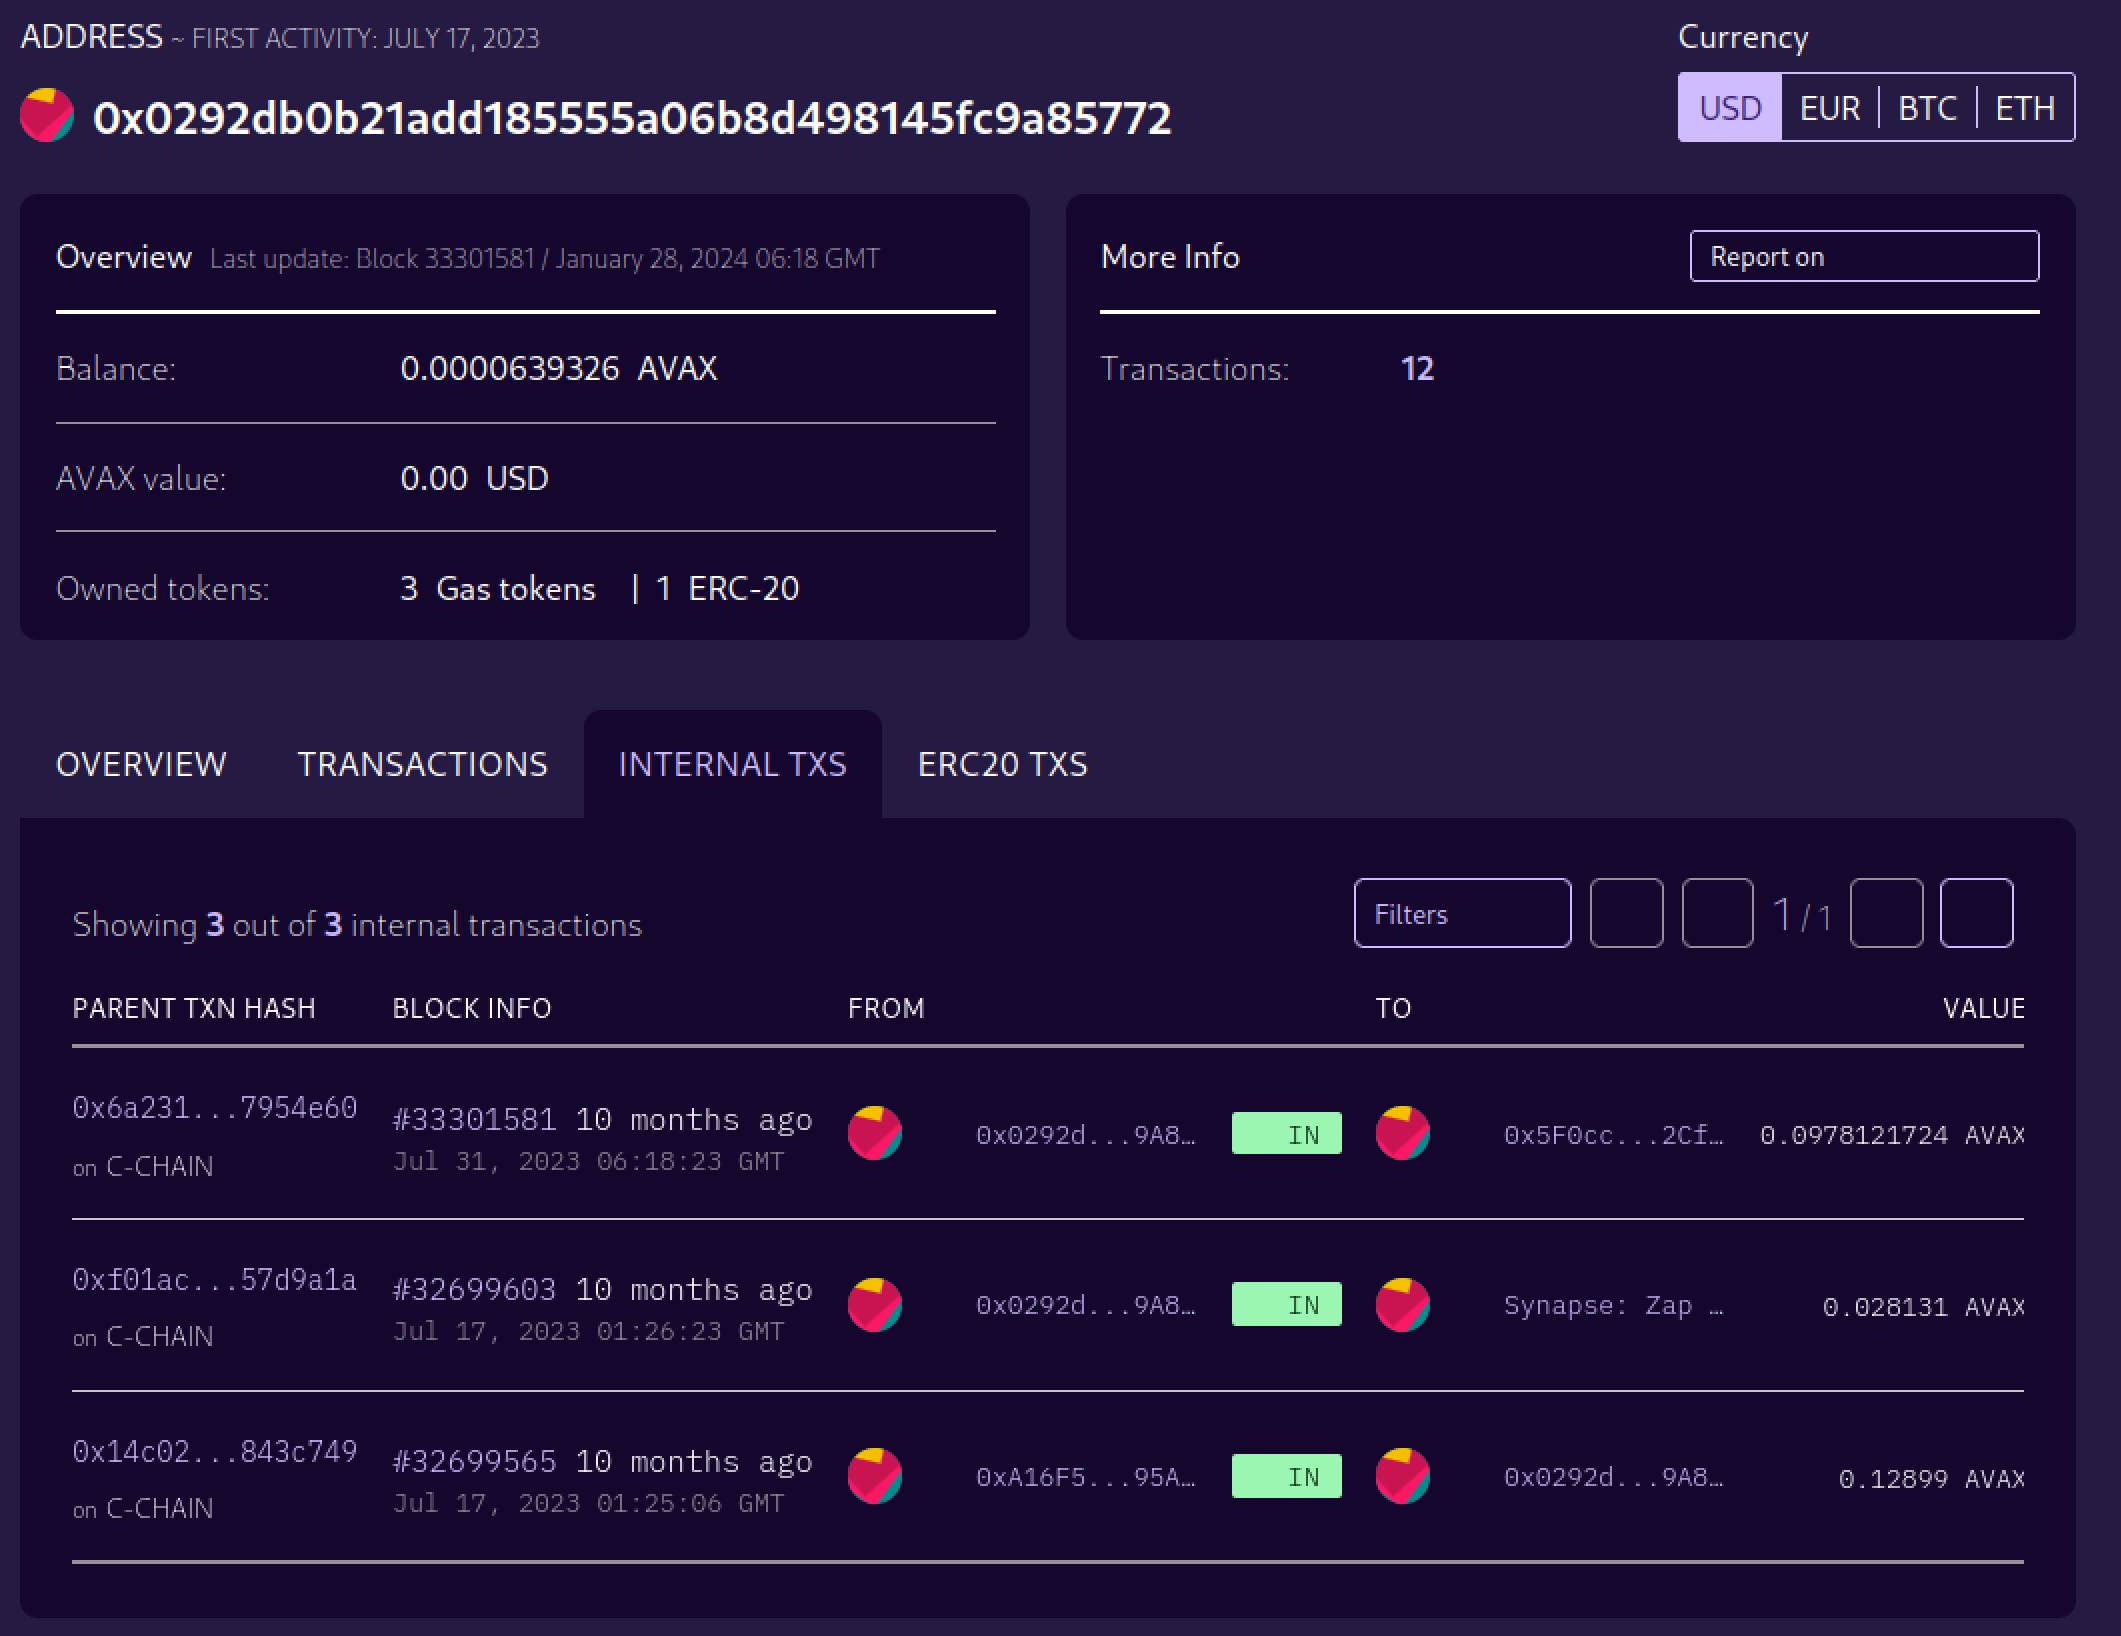 ADDRESS ~ FIRST ACTIVITY: JULY 17, 2023
Currency
0x0292db0b21add185555a06b8d498145fc9a85772
USD EUR BTC ETH
Overview Last update: Block 33301581 / January 28, 2024 06:18 GMT
Balance: 0.0000639326 AVAX
AVAX value: 0.00 USD
Owned tokens: 3 Gas tokens | 1 ERC-20
More Info Report on
Transactions: 12
OVERVIEW TRANSACTIONS INTERNAL TXS ERC20 TXS
Showing 3 out of 3 internal transactions
Filters 1 / 1
PARENT TXN HASH BLOCK INFO FROM TO VALUE
0x6a231...7954e60 #33301581 10 months ago 0x0292d...9A8… IN 0x5F0cc...2Cf… 0.0978121724 AVAX
on C-CHAIN Jul 31, 2023 06:18:23 GMT
0xf01ac...57d9a1a #32699603 10 months ago 0x0292d...9A8… IN Synapse: Zap … 0.028131 AVAX
on C-CHAIN Jul 17, 2023 01:26:23 GMT
0x14c02...843c749 #32699565 10 months ago 0xA16F5...95A… IN 0x0292d...9A8… 0.12899 AVAX
on C-CHAIN Jul 17, 2023 01:25:06 GMT